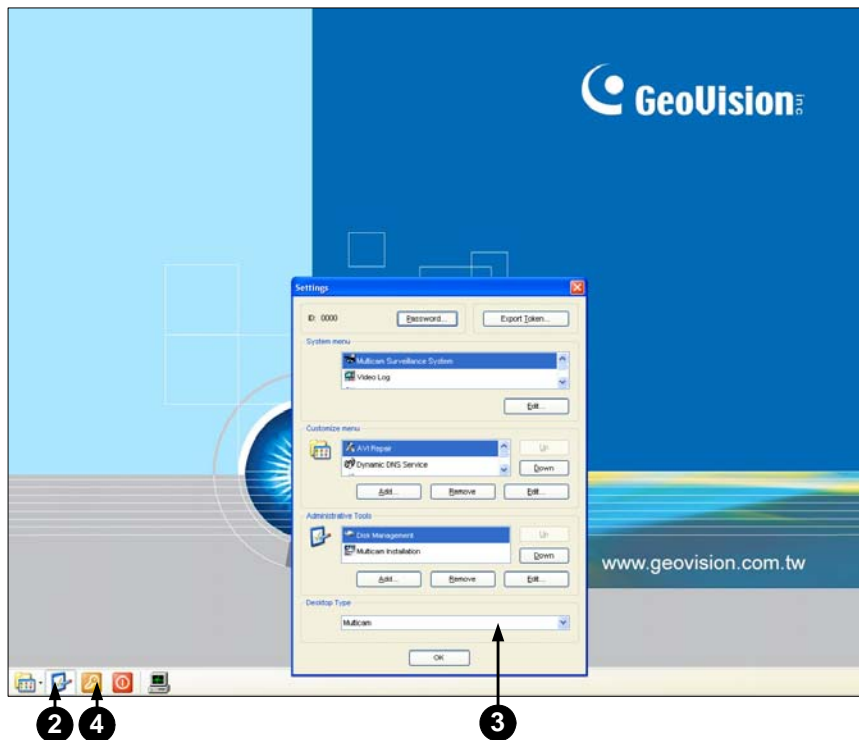 GeoVision inc
Settings
ID: 0000
Password...
Export Token...
System menu
Multicam Surveillance System
Video Log
Edit...
Customize menu
AVI Repair
Dynamic DNS Service
Up
Down
Add...
Remove
Edit...
Administrative Tools
Disk Management
Multicam Installation
Up
Down
Add...
Remove
Edit...
www.geovision.com.tw
Desktop Type
Multicam
OK
2
4
3